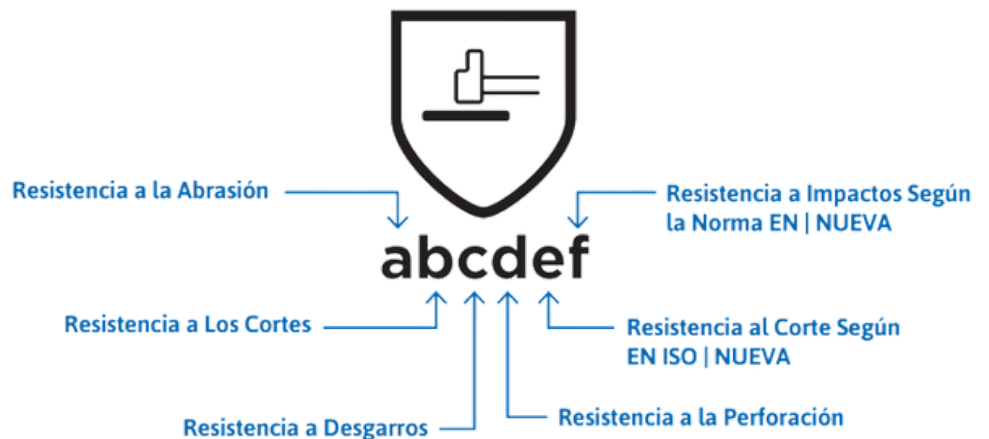 Resistencia a la Abrasión
Resistencia a Impactos Según
la Norma EN | NUEVA
abcdef
Resistencia a Los Cortes
Resistencia al Corte Según
EN ISO | NUEVA
Resistencia a Desgarros
Resistencia a la Perforación